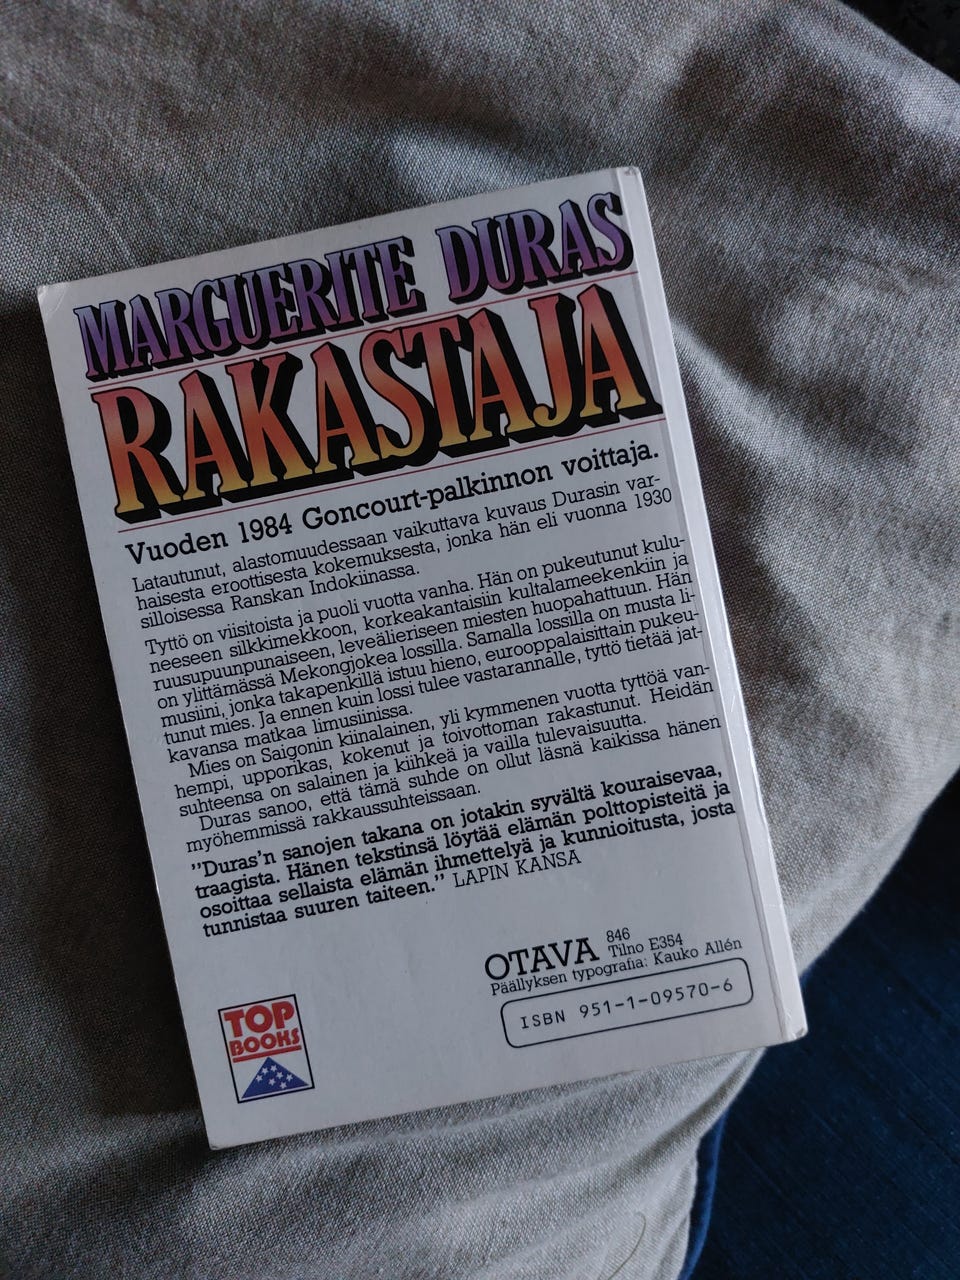 MARGUERITE DURAS
RAKASTAJA
Vuoden 1984 Goncourt-palkinnon voittaja.
Latautunut, alastomuudessaan vaikuttava kuvaus Durasin var-
haisesta eroottisesta kokemuksesta, jonka hän eli vuonna 1930
silloisessa Ranskan Indokiinassa.
Tyttö on viisitoista ja puoli vuotta vanha. Hän on pukeutunut kulu-
neeseen silkkimekkoon, korkeakantaisiin kultalameekenkiin ja
ruusupuunpunaiseen, leveälieriseen miesten huopahattuun. Hän
on ylittämässä Mekongjokea lossilla. Samalla lossilla on musta li-
musiini, jonka takapenkillä istuu hieno, eurooppalaisittain pukeu-
tunut mies. Ja ennen kuin lossi tulee vastarannalle, tyttö tietää jat-
kavansa matkaa limusiinissa.
Mies on Saigonin kiinalainen, yli kymmenen vuotta tyttöä van-
hempi, upporikas, kokenut ja toivottoman rakastunut. Heidän
suhteensa on salainen ja kiihkeä ja vailla tulevaisuutta.
Duras sanoo, että tämä suhde on ollut läsnä kaikissa hänen
myöhemmissä rakkaussuhteissaan.
”Duras’n sanojen takana on jotakin syvältä kouraisevaa,
traagista. Hänen tekstinsä löytää elämän polttopisteitä ja
osoittaa sellaista elämän ihmettelyä ja kunnioitusta, josta
tunnistaa suuren taiteen.” LAPIN KANSA
OTAVA 846
Tilno E354
Päällyksen typografia: Kauko Allén
ISBN 951-1-09570-6
TOP
BOOKS